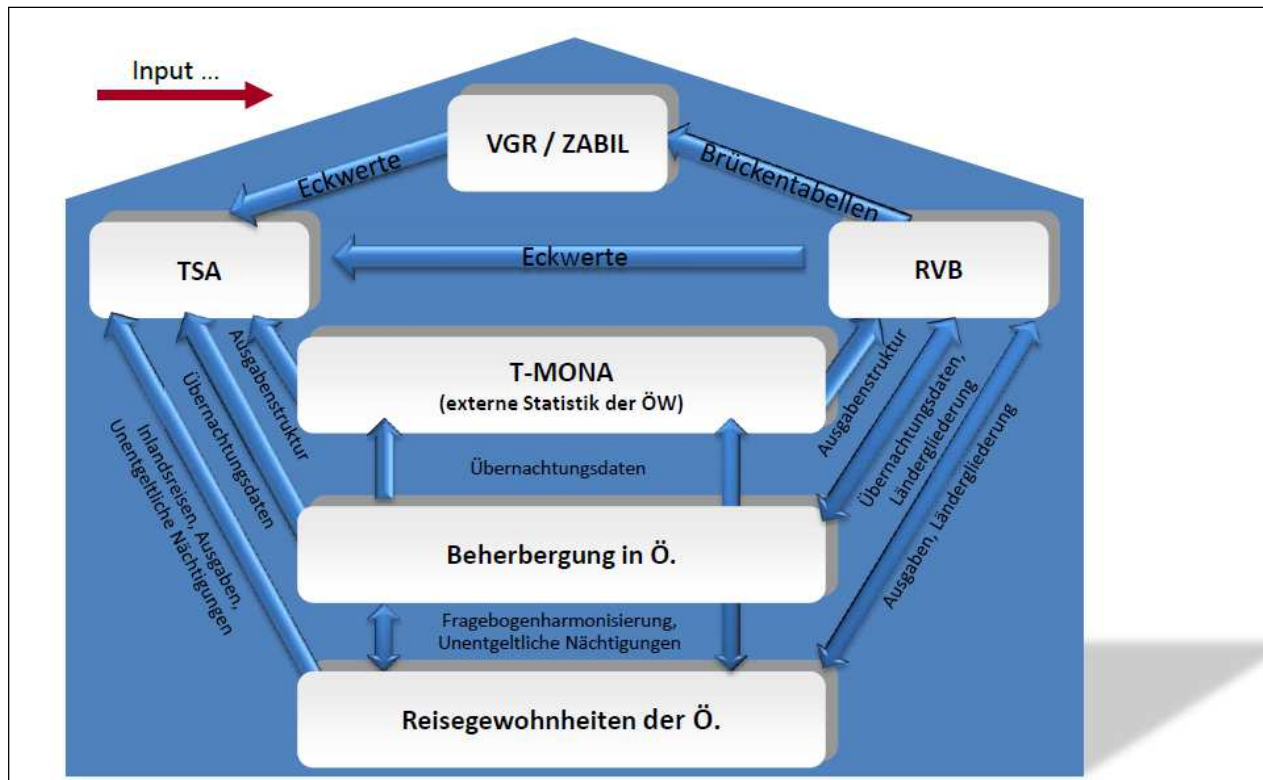 Input ...
VGR / ZABIL
Eckwerte
Brückentabellen
TSA
Eckwerte
RVB
T-MONA
(externe Statistik der ÖW)
Ausgabenstruktur
Übernachtungsdaten
Inlandsreisen, Ausgaben,
Unentgeltliche Nächtigungen
Ausgabenstruktur
Übernachtungsdaten,
Ländergliederung
Ausgaben, Ländergliederung
Übernachtungsdaten
Beherbergung in Ö.
Fragebogenharmonisierung,
Unentgeltliche Nächtigungen
Reisegewohnheiten der Ö.